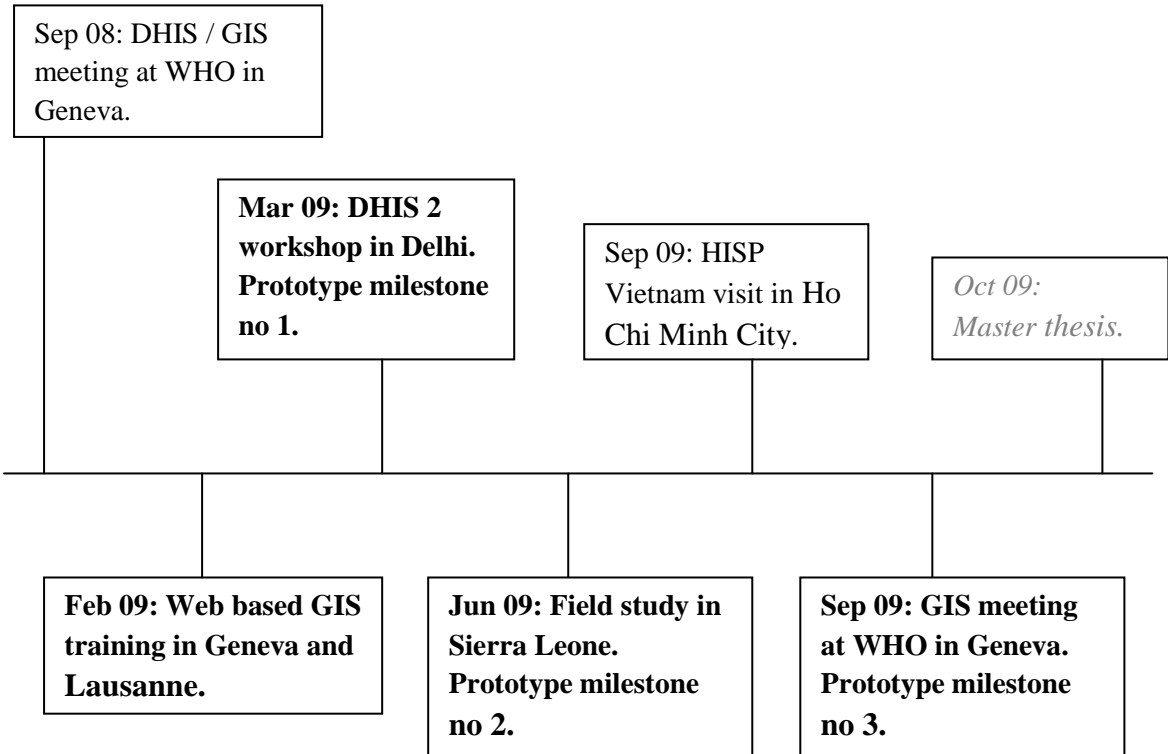 Sep 08: DHIS / GIS
meeting at WHO in
Geneva.
Mar 09: DHIS 2
workshop in Delhi.
Prototype milestone
no 1.
Sep 09: HISP
Vietnam visit in Ho
Chi Minh City.
Oct 09:
Master thesis.
Feb 09: Web based GIS
training in Geneva and
Lausanne.
Jun 09: Field study in
Sierra Leone.
Prototype milestone
no 2.
Sep 09: GIS meeting
at WHO in Geneva.
Prototype milestone
no 3.